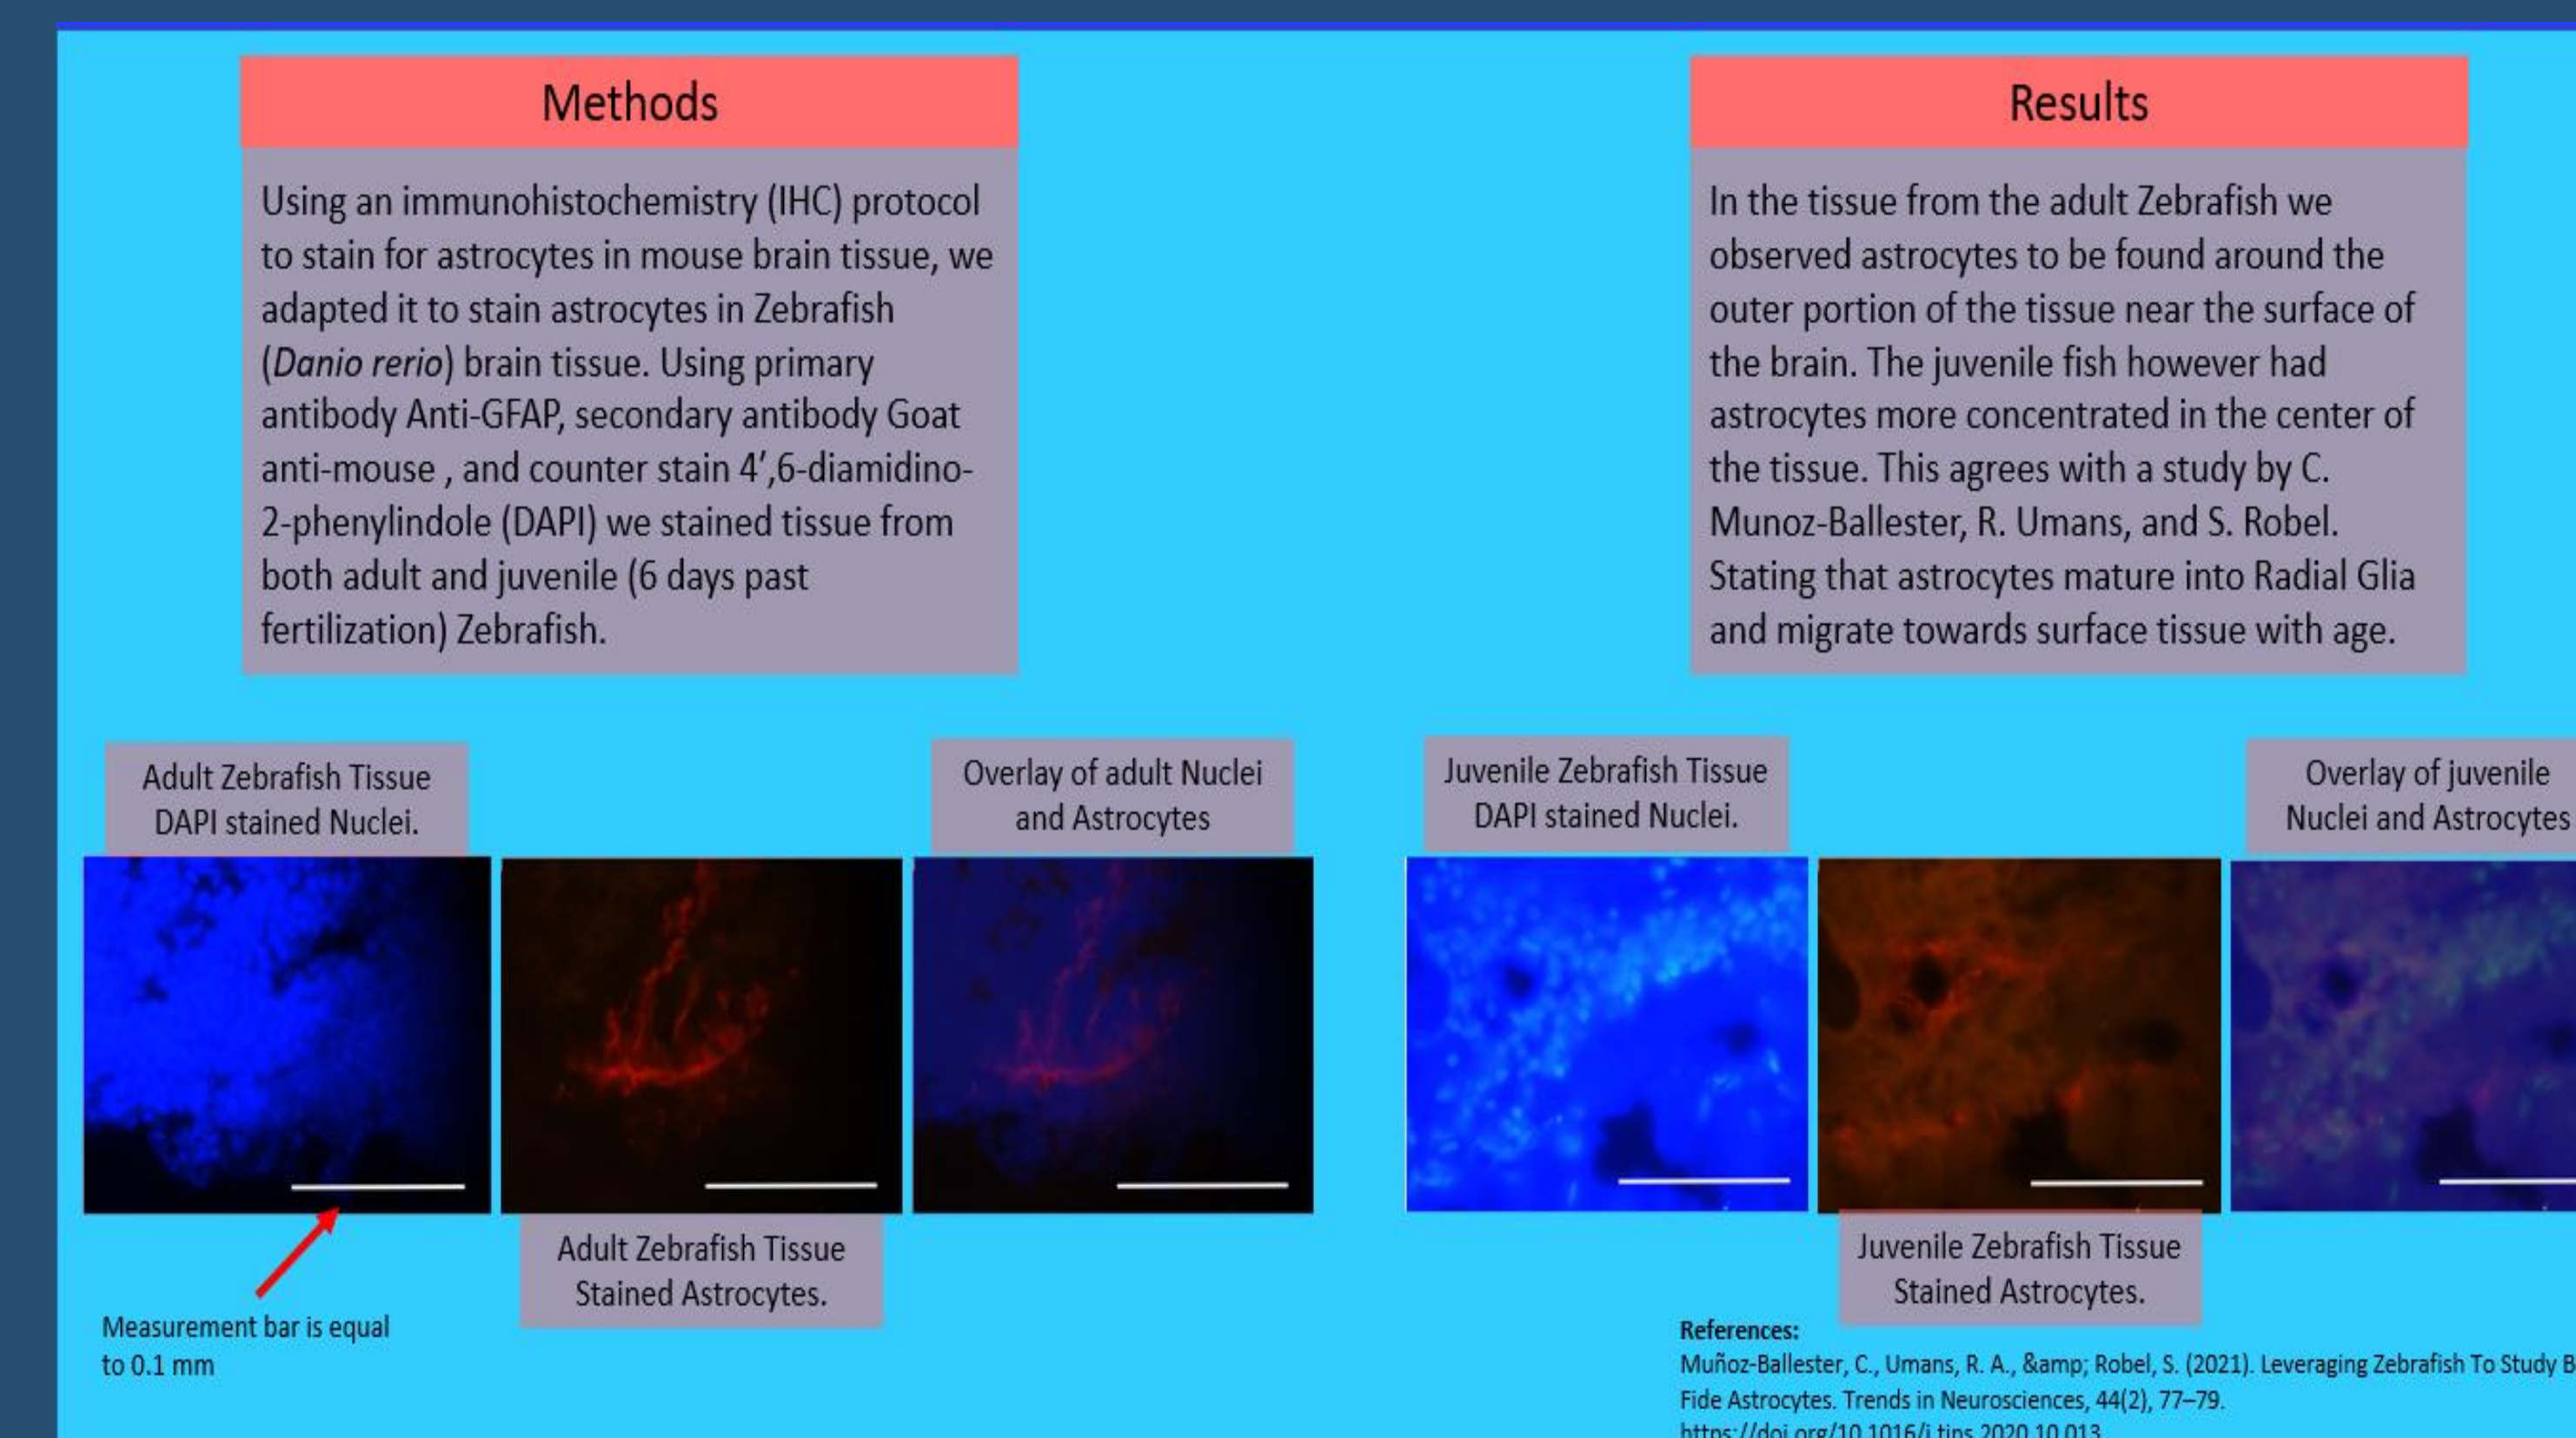 Methods
Using an immunohistochemistry (IHC) protocol
to stain for astrocytes in mouse brain tissue, we
adapted it to stain astrocytes in Zebrafish
(Danio rerio) brain tissue. Using primary
antibody Anti-GFAP, secondary antibody Goat
anti-mouse , and counter stain 4′,6-diamidino-
2-phenylindole (DAPI) we stained tissue from
both adult and juvenile (6 days past
fertilization) Zebrafish.
Results
In the tissue from the adult Zebrafish we
observed astrocytes to be found around the
outer portion of the tissue near the surface of
the brain. The juvenile fish however had
astrocytes more concentrated in the center of
the tissue. This agrees with a study by C.
Munoz-Ballester, R. Umans, and S. Robel.
Stating that astrocytes mature into Radial Glia
and migrate towards surface tissue with age.
Adult Zebrafish Tissue
DAPI stained Nuclei.
Overlay of adult Nuclei
and Astrocytes
Adult Zebrafish Tissue
Stained Astrocytes.
Measurement bar is equal
to 0.1 mm
Juvenile Zebrafish Tissue
DAPI stained Nuclei.
Overlay of juvenile
Nuclei and Astrocytes
Juvenile Zebrafish Tissue
Stained Astrocytes.
References:
Muñoz-Ballester, C., Umans, R. A., &amp; Robel, S. (2021). Leveraging Zebrafish To Study
Fide Astrocytes. Trends in Neurosciences, 44(2), 77–79.
https://doi.org/10.1016/j.tins.2020.10.013